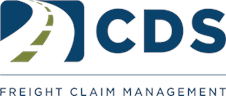 CDS
FREIGHT CLAIM MANAGEMENT